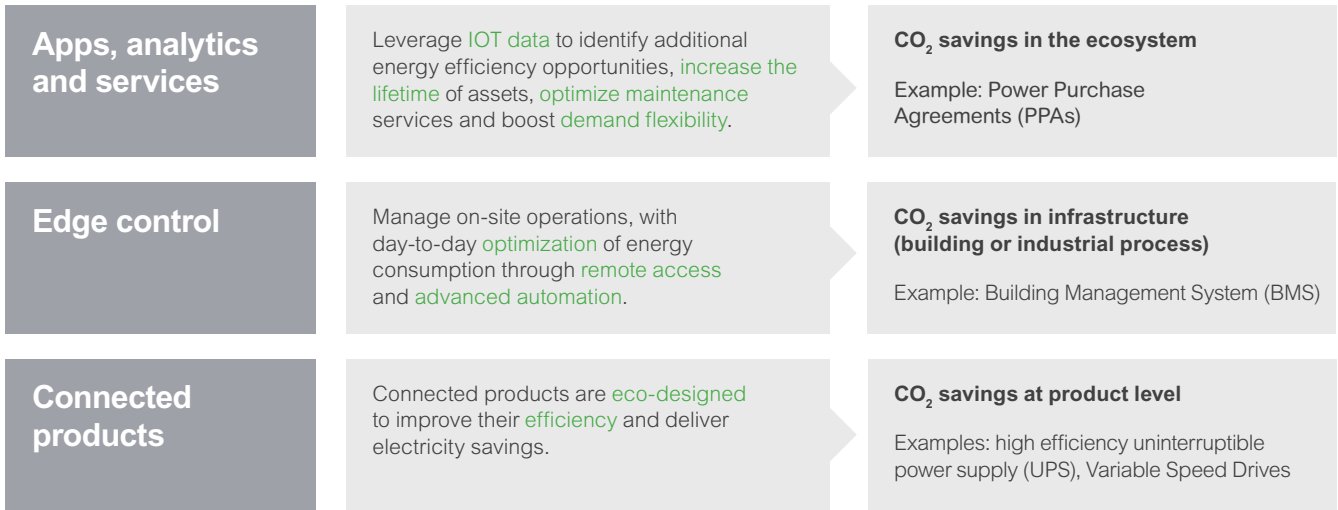 Apps, analytics
and services
Leverage IOT data to identify additional
energy efficiency opportunities, increase the
lifetime of assets, optimize maintenance
services and boost demand flexibility.
CO₂ savings in the ecosystem
Example: Power Purchase
Agreements (PPAs)
Edge control
Manage on-site operations, with
day-to-day optimization of energy
consumption through remote access
and advanced automation.
CO₂ savings in infrastructure
(building or industrial process)
Example: Building Management System (BMS)
Connected
products
Connected products are eco-designed
to improve their efficiency and deliver
electricity savings.
CO₂ savings at product level
Examples: high efficiency uninterruptible
power supply (UPS), Variable Speed Drives